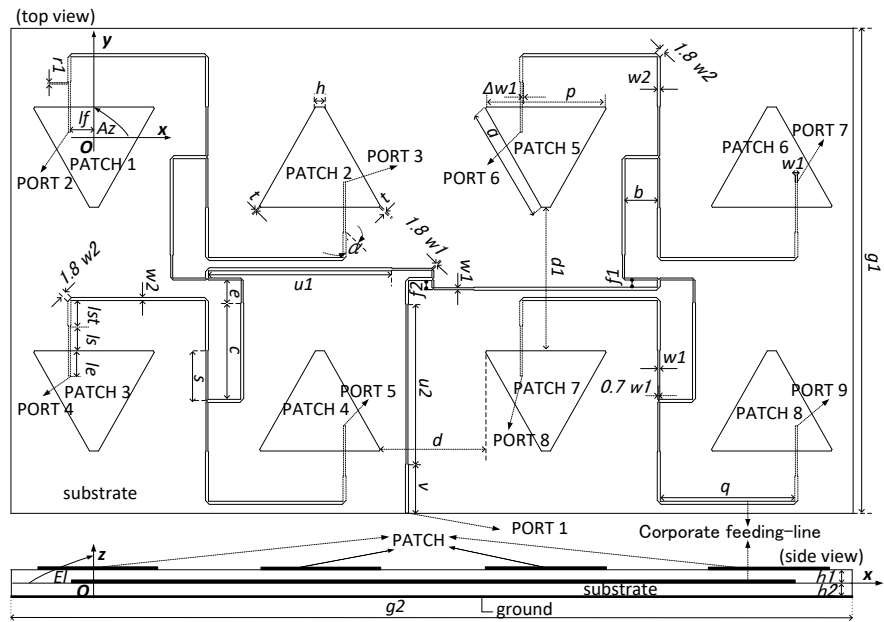 (top view)
y
r1
lf
Az
x
O
PATCH 1
PORT 2
h
PATCH 2
PORT 3
t
t
α
Δw1
p
a
PATCH 5
PORT 6
1.8 w2
w2
PATCH 6
PORT 7
w1
b
d1
f1
g1
1.8 w1
w1
f2
u1
e
c
s
1.8 w2
w2
lst
ls
le
PATCH 3
PORT 4
PATCH 4
PORT 5
u2
d
v
PATCH 7
PORT 8
w1
0.7 w1
PATCH 8
PORT 9
q
substrate
PORT 1
PATCH
Corporate feeding-line
(side view)
z
El
O
x
h1
h2
substrate
g2
ground